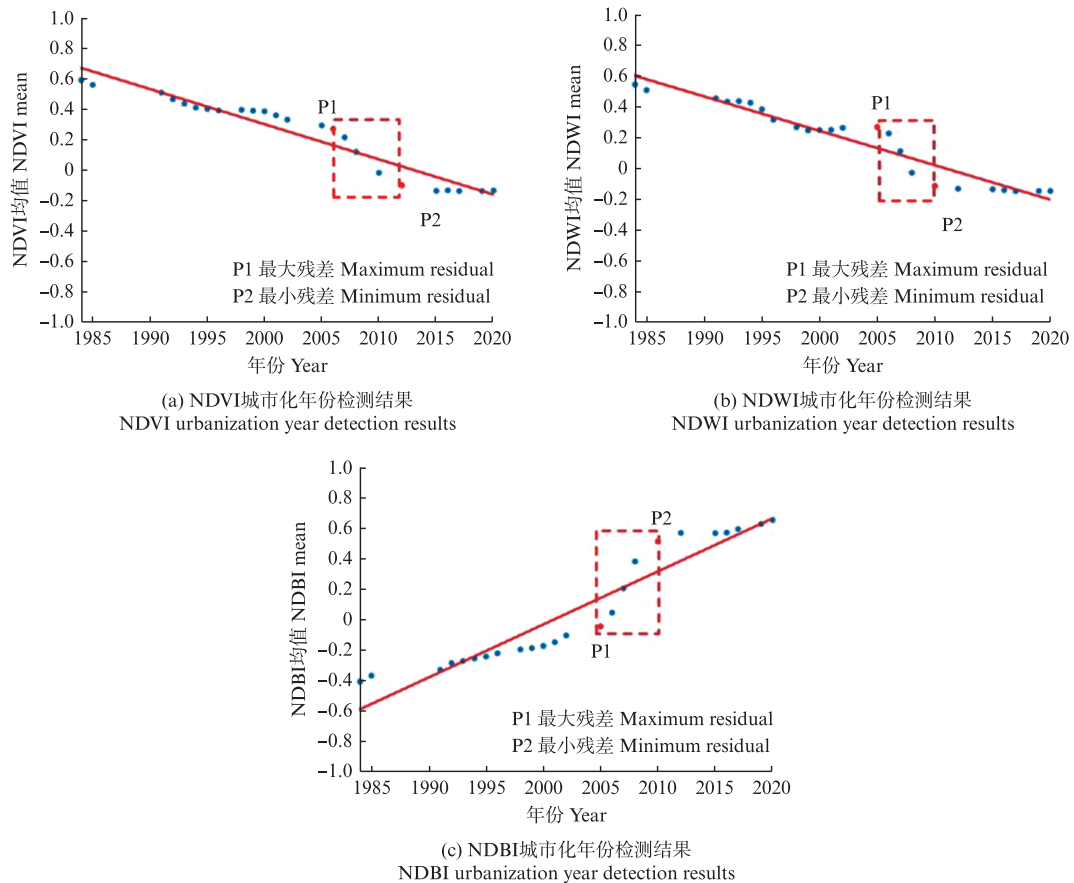 1.0
0.8
0.6
0.4
0.2
0
−0.2
−0.4
−0.6
−0.8
−1.0
NDVI均值 NDVI mean
P1
P2
P1 最大残差 Maximum residual
P2 最小残差 Minimum residual
1985 1990 1995 2000 2005 2010 2015 2020
年份 Year
(a) NDVI城市化年份检测结果
NDVI urbanization year detection results
1.0
0.8
0.6
0.4
0.2
0
−0.2
−0.4
−0.6
−0.8
−1.0
NDWI均值 NDWI mean
P1
P2
P1 最大残差 Maximum residual
P2 最小残差 Minimum residual
1985 1990 1995 2000 2005 2010 2015 2020
年份 Year
(b) NDWI城市化年份检测结果
NDWI urbanization year detection results
1.0
0.8
0.6
0.4
0.2
0
−0.2
−0.4
−0.6
−0.8
−1.0
NDBI均值 NDBI mean
P2
P1
P1 最大残差 Maximum residual
P2 最小残差 Minimum residual
1985 1990 1995 2000 2005 2010 2015 2020
年份 Year
(c) NDBI城市化年份检测结果
NDBI urbanization year detection results